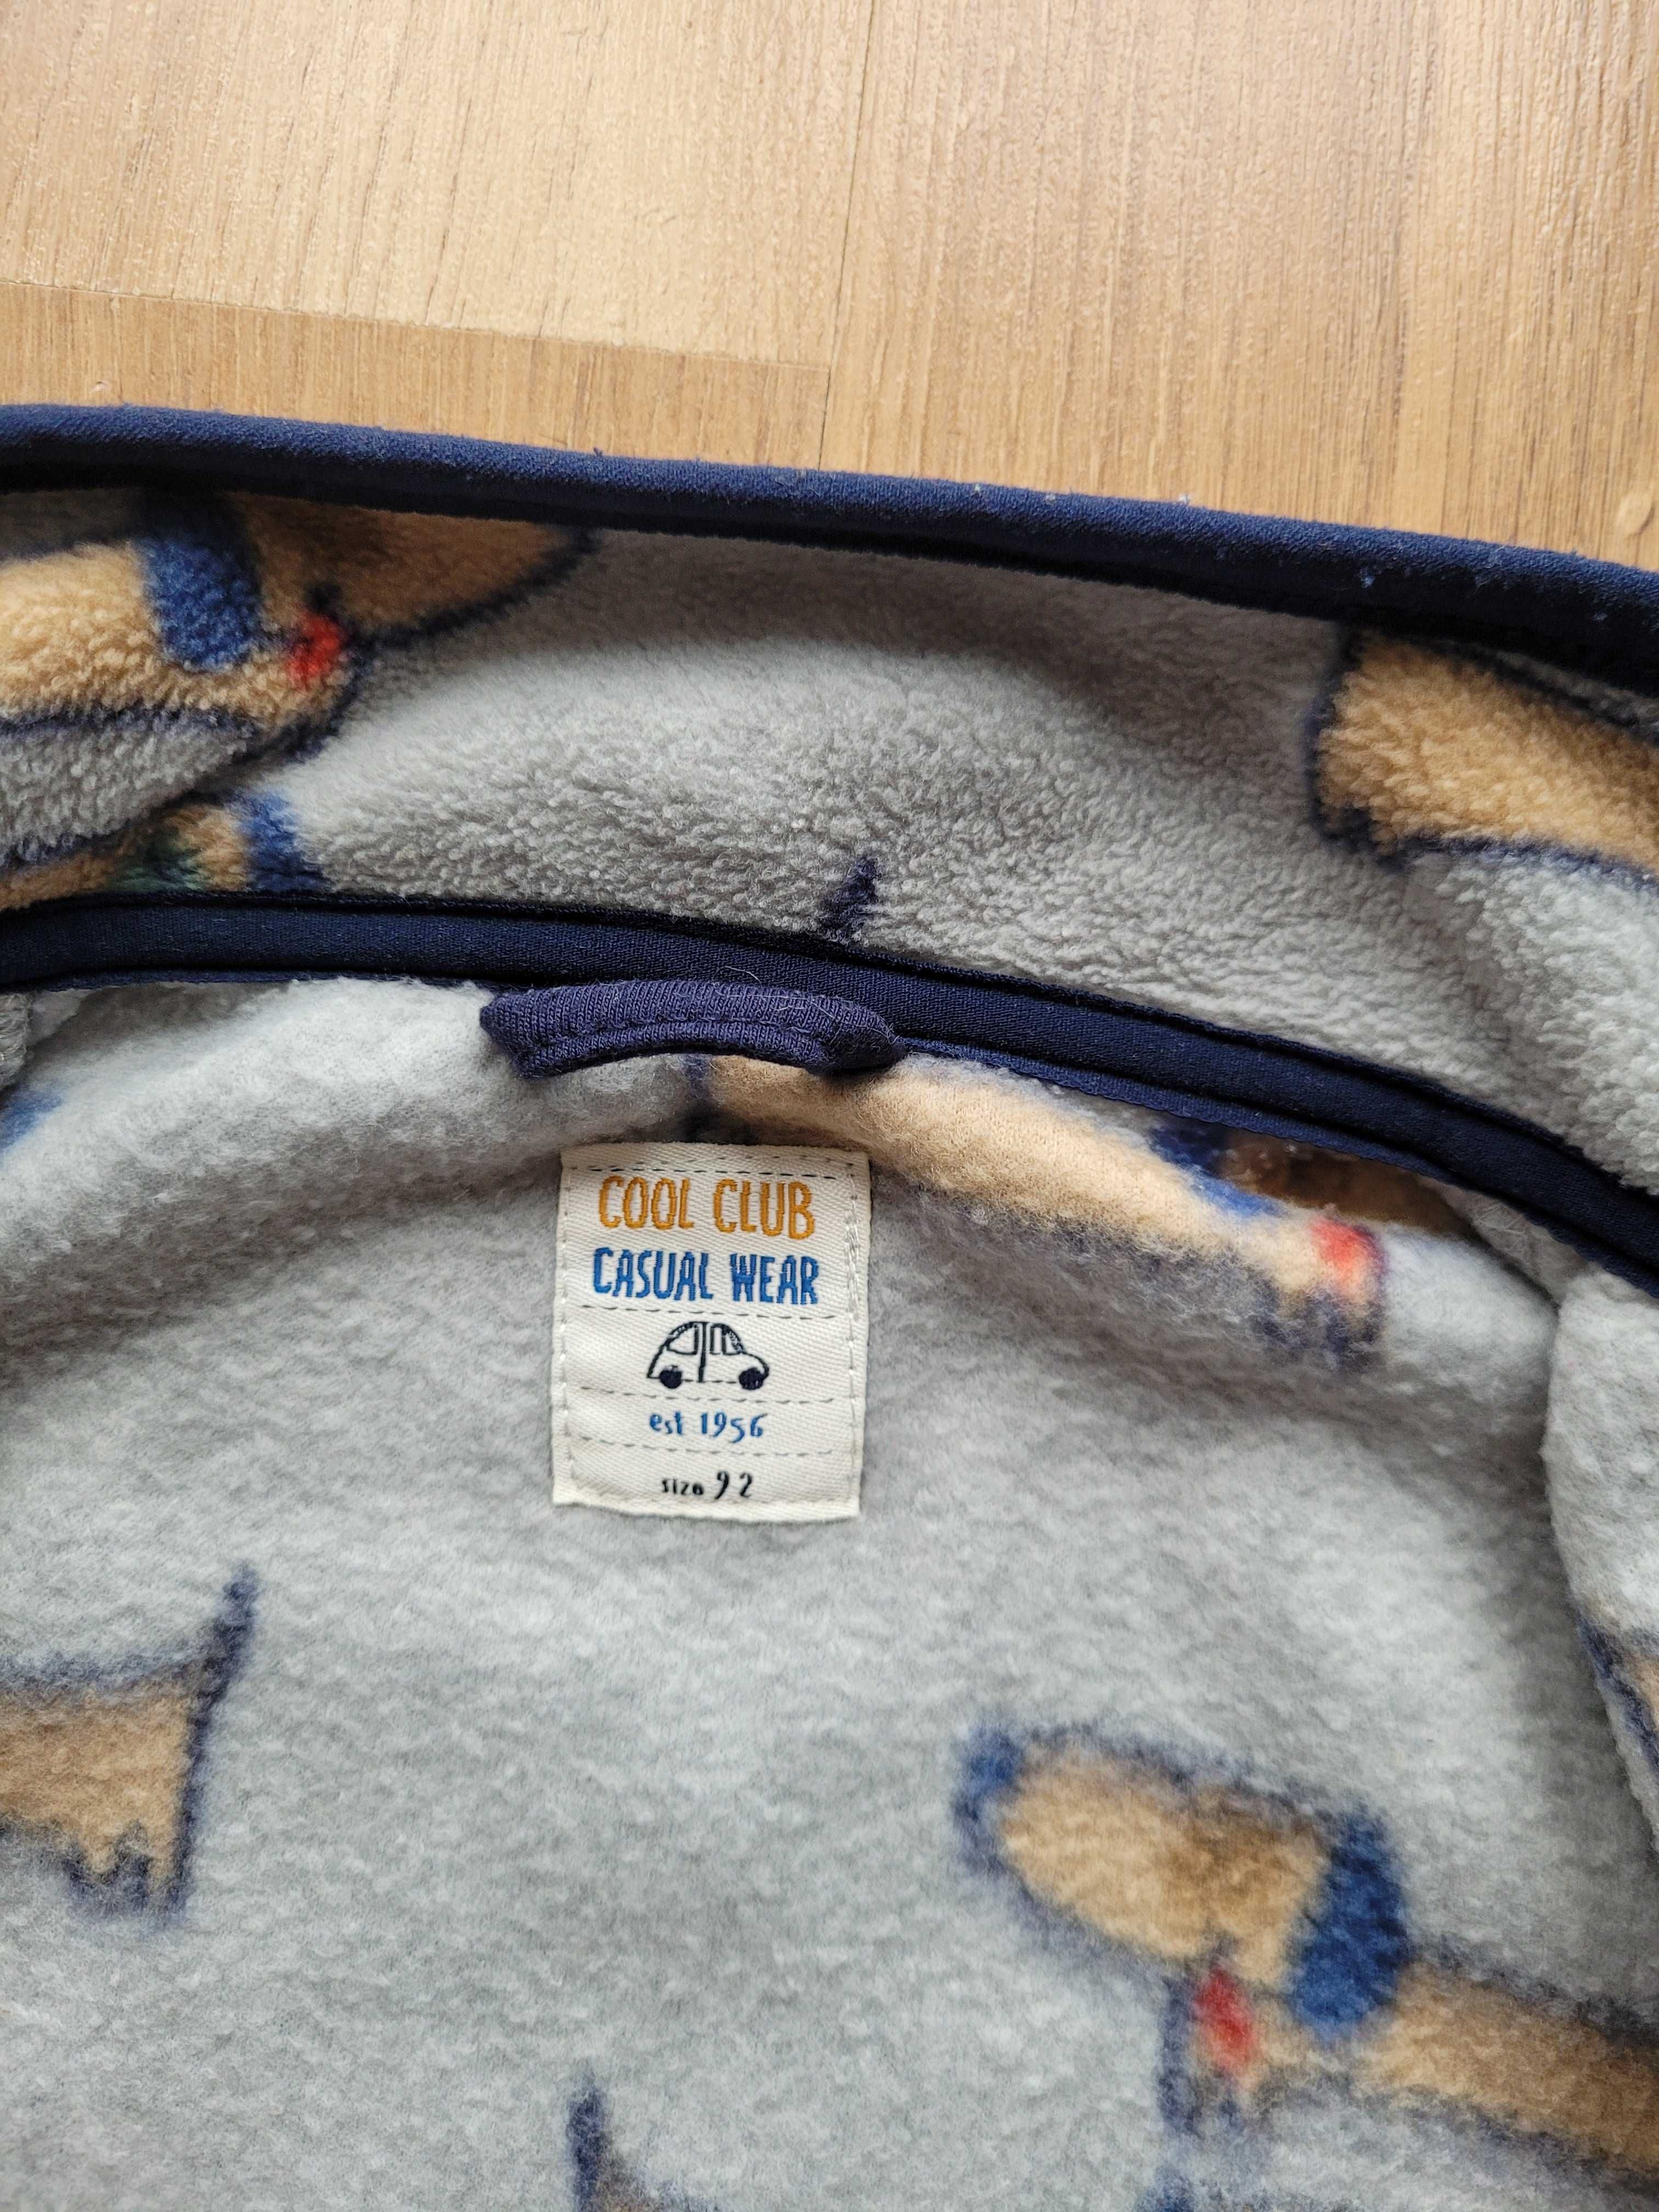 COOL CLUB
CASUAL WEAR
est 1956
size 92